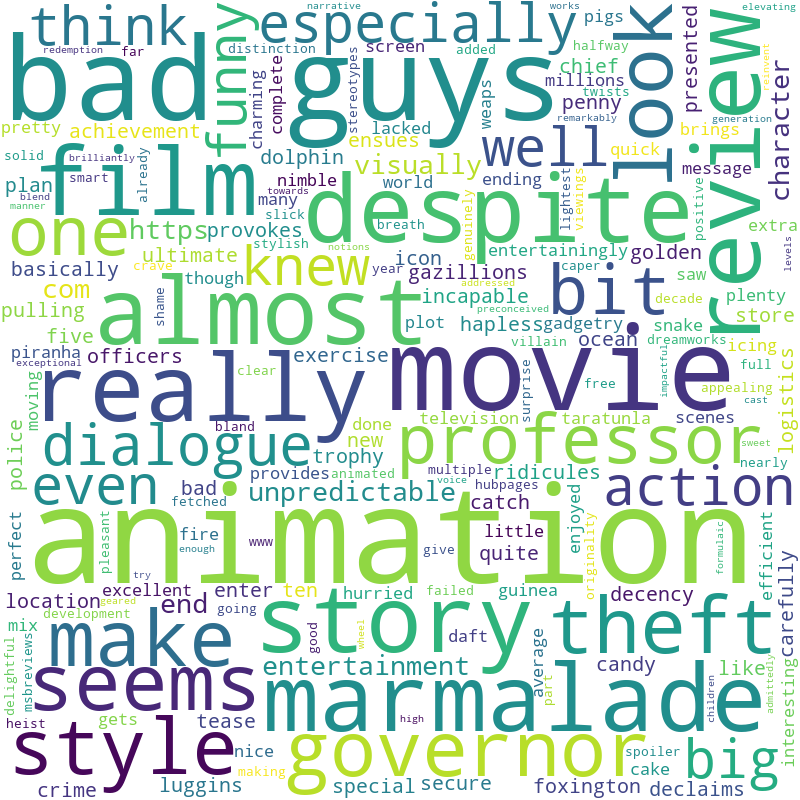 narrative
works
elevating
think
especially
pigs
redemption
far
distinction
screen
added
halfway
bad guys
funny
look
review
chief
presented
charming
complete
stereotypes
weaps
millions
twists
penny
reinvent
pretty
achievement
lacked
ensues
remarkably
generation
character
solid
brilliantly
dolphin
visually
well
quick
brings
smart
already
film
nimble
world
ending
lightest
viewings
message
plan
blend
many
towards
despite
positive
manner
slick
breath
genuinely
one
https
provokes
icon
entertainingly
golden
extra
stylish
notions
levels
basically
ultimate
knew
year
caper
saw
com
crave
though
gazillions
bit
addressed
decade
plenty
pulling
almost
incapable
preconceived
store
shame
five
plot
hapless
gadgetry
snake
dreamworks
piranha
officers
exercise
villain
ocean
icing
exceptional
really
movie
full
moving
clear
surprise
free
impactful
appealing
logistics
bland
done
television
taratunla
scenes
cast
dialogue
new
professor
police
trophy
animated
sweet
provides
multiple
ridicules
nearly
even
bad
unpredictable
voice
hubpages
action
fetched
catch
enjoyed
originality
formulaic
perfect
pleasant
animation
fire
www
little
efficient
enough
quite
try
give
location
geared
excellent
enter
ten
hurried
guinea
decency
development
going
end
story
theft
carefully
mix
make
good
wheel
daft
average
delightful
msbreviews
entertainment
candy
like
interesting
seems
marmalade
part
children
admittedly
gets
tease
heist
high
style
nice
governor
spoiler
big
making
cake
crime
luggins
special
secure
foxington
declaims